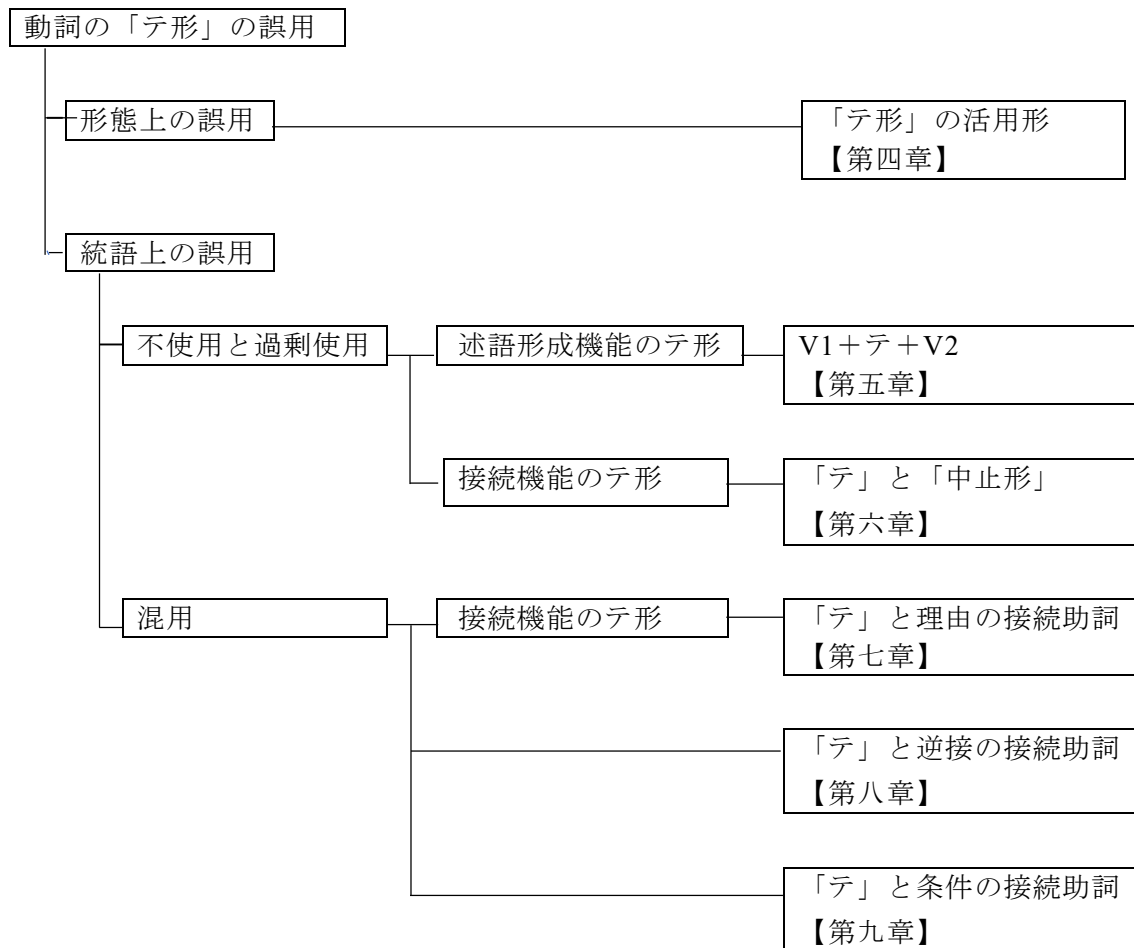 動詞の「テ形」の誤用
形態上の誤用
「テ形」の活用形
【第四章】
統語上の誤用
不使用と過剰使用
述語形成機能のテ形
V1＋テ＋V2
【第五章】
接続機能のテ形
「テ」と「中止形」
【第六章】
混用
接続機能のテ形
「テ」と理由の接続助詞
【第七章】
「テ」と逆接の接続助詞
【第八章】
「テ」と条件の接続助詞
【第九章】